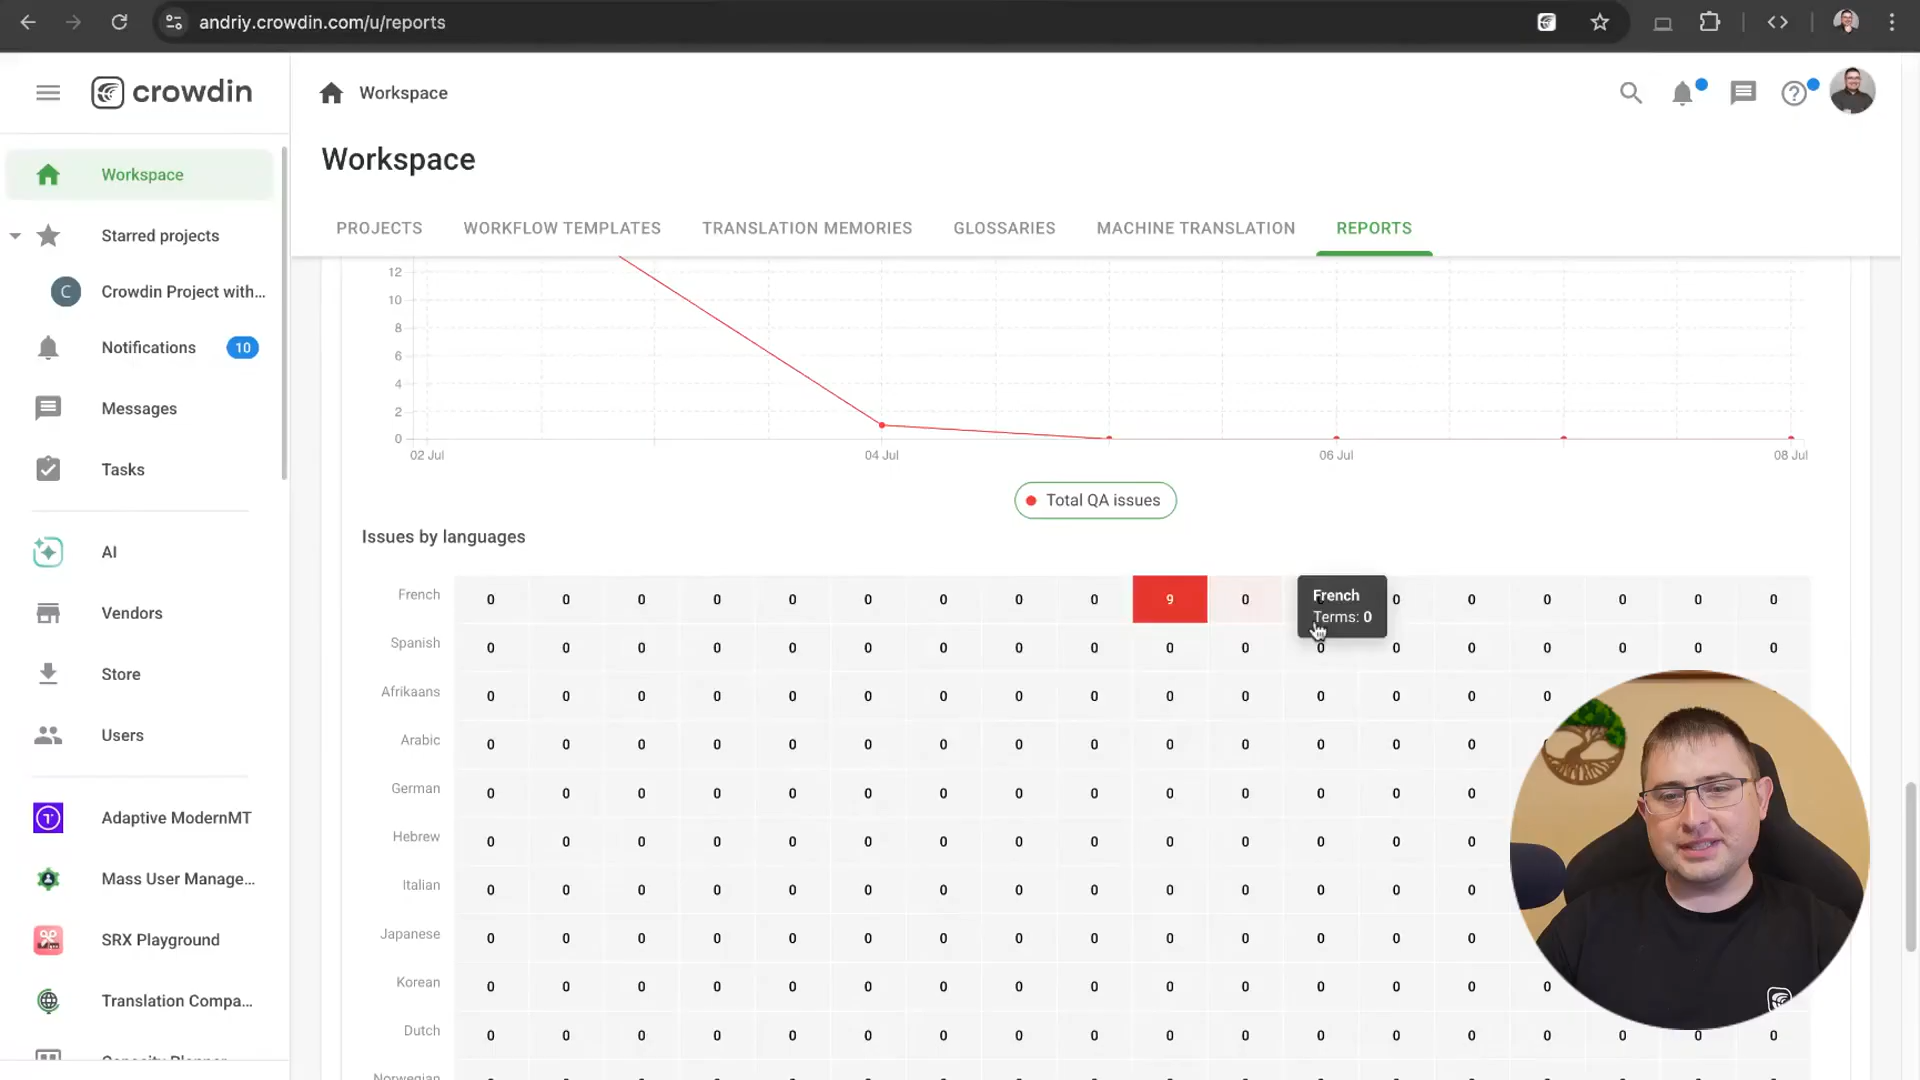 andriy.crowdin.com/u/reports
crowdin
Workspace
Workspace
PROJECTS WORKFLOW TEMPLATES TRANSLATION MEMORIES GLOSSARIES MACHINE TRANSLATION REPORTS
Workspace
Starred projects
C Crowdin Project with...
Notifications 10
Messages
Tasks
AI
Vendors
Store
Users
Adaptive ModernMT
Mass User Manage...
SRX Playground
Translation Compa...
12
10
8
6
4
2
0
02 Jul 04 Jul 06 Jul 08 Jul
Total QA issues
Issues by languages
French 0 0 0 0 0 0 0 0 0 9 0 0 0 0 0 0 0
French
Terms: 0
Spanish 0 0 0 0 0 0 0 0 0 0 0 0 0 0 0 0 0 0
Afrikaans 0 0 0 0 0 0 0 0 0 0 0 0 0 0 0
Arabic 0 0 0 0 0 0 0 0 0 0 0 0 0 0
German 0 0 0 0 0 0 0 0 0 0 0 0 0 0
Hebrew 0 0 0 0 0 0 0 0 0 0 0 0 0 0
Italian 0 0 0 0 0 0 0 0 0 0 0 0 0 0
Japanese 0 0 0 0 0 0 0 0 0 0 0 0 0 0
Korean 0 0 0 0 0 0 0 0 0 0 0 0 0 0 0
Dutch 0 0 0 0 0 0 0 0 0 0 0 0 0 0 0 0 0 0
Norwegian